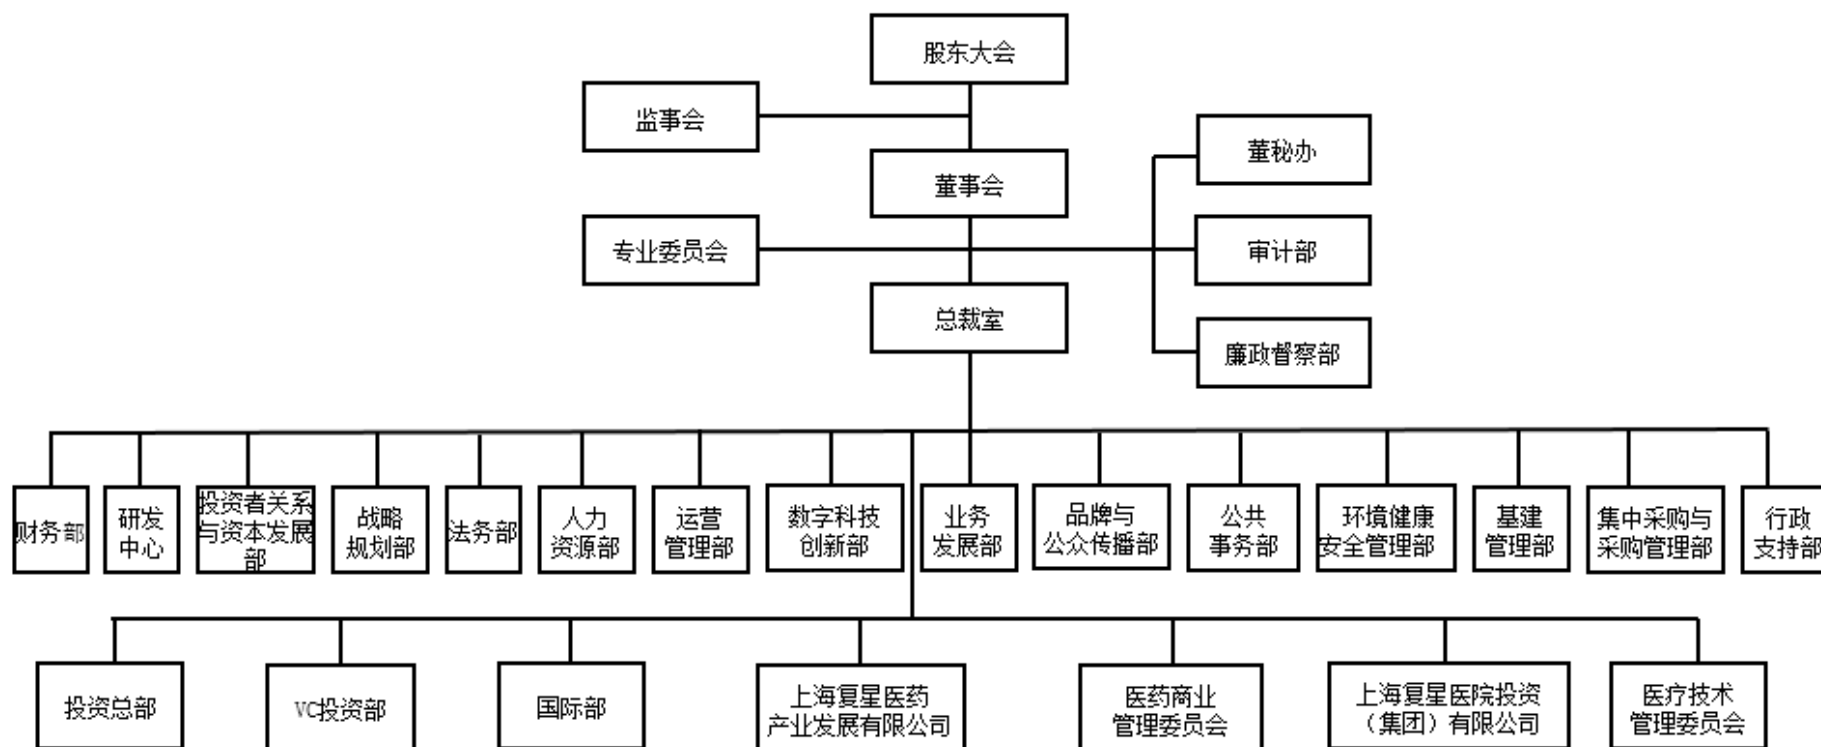 股东大会
监事会
董秘办
董事会
专业委员会
审计部
总裁室
廉政督察部
财务部
研发
中心
投资者关系
与资本发展
部
战略
规划部
法务部
人力
资源部
运营
管理部
数字科技
创新部
业务
发展部
品牌与
公众传播部
公共
事务部
环境健康
安全管理部
基建
管理部
集中采购与
采购管理部
行政
支持部
投资总部
VC投资部
国际部
上海复星医药
产业发展有限公司
医药商业
管理委员会
上海复星医院投资
（集团）有限公司
医疗技术
管理委员会